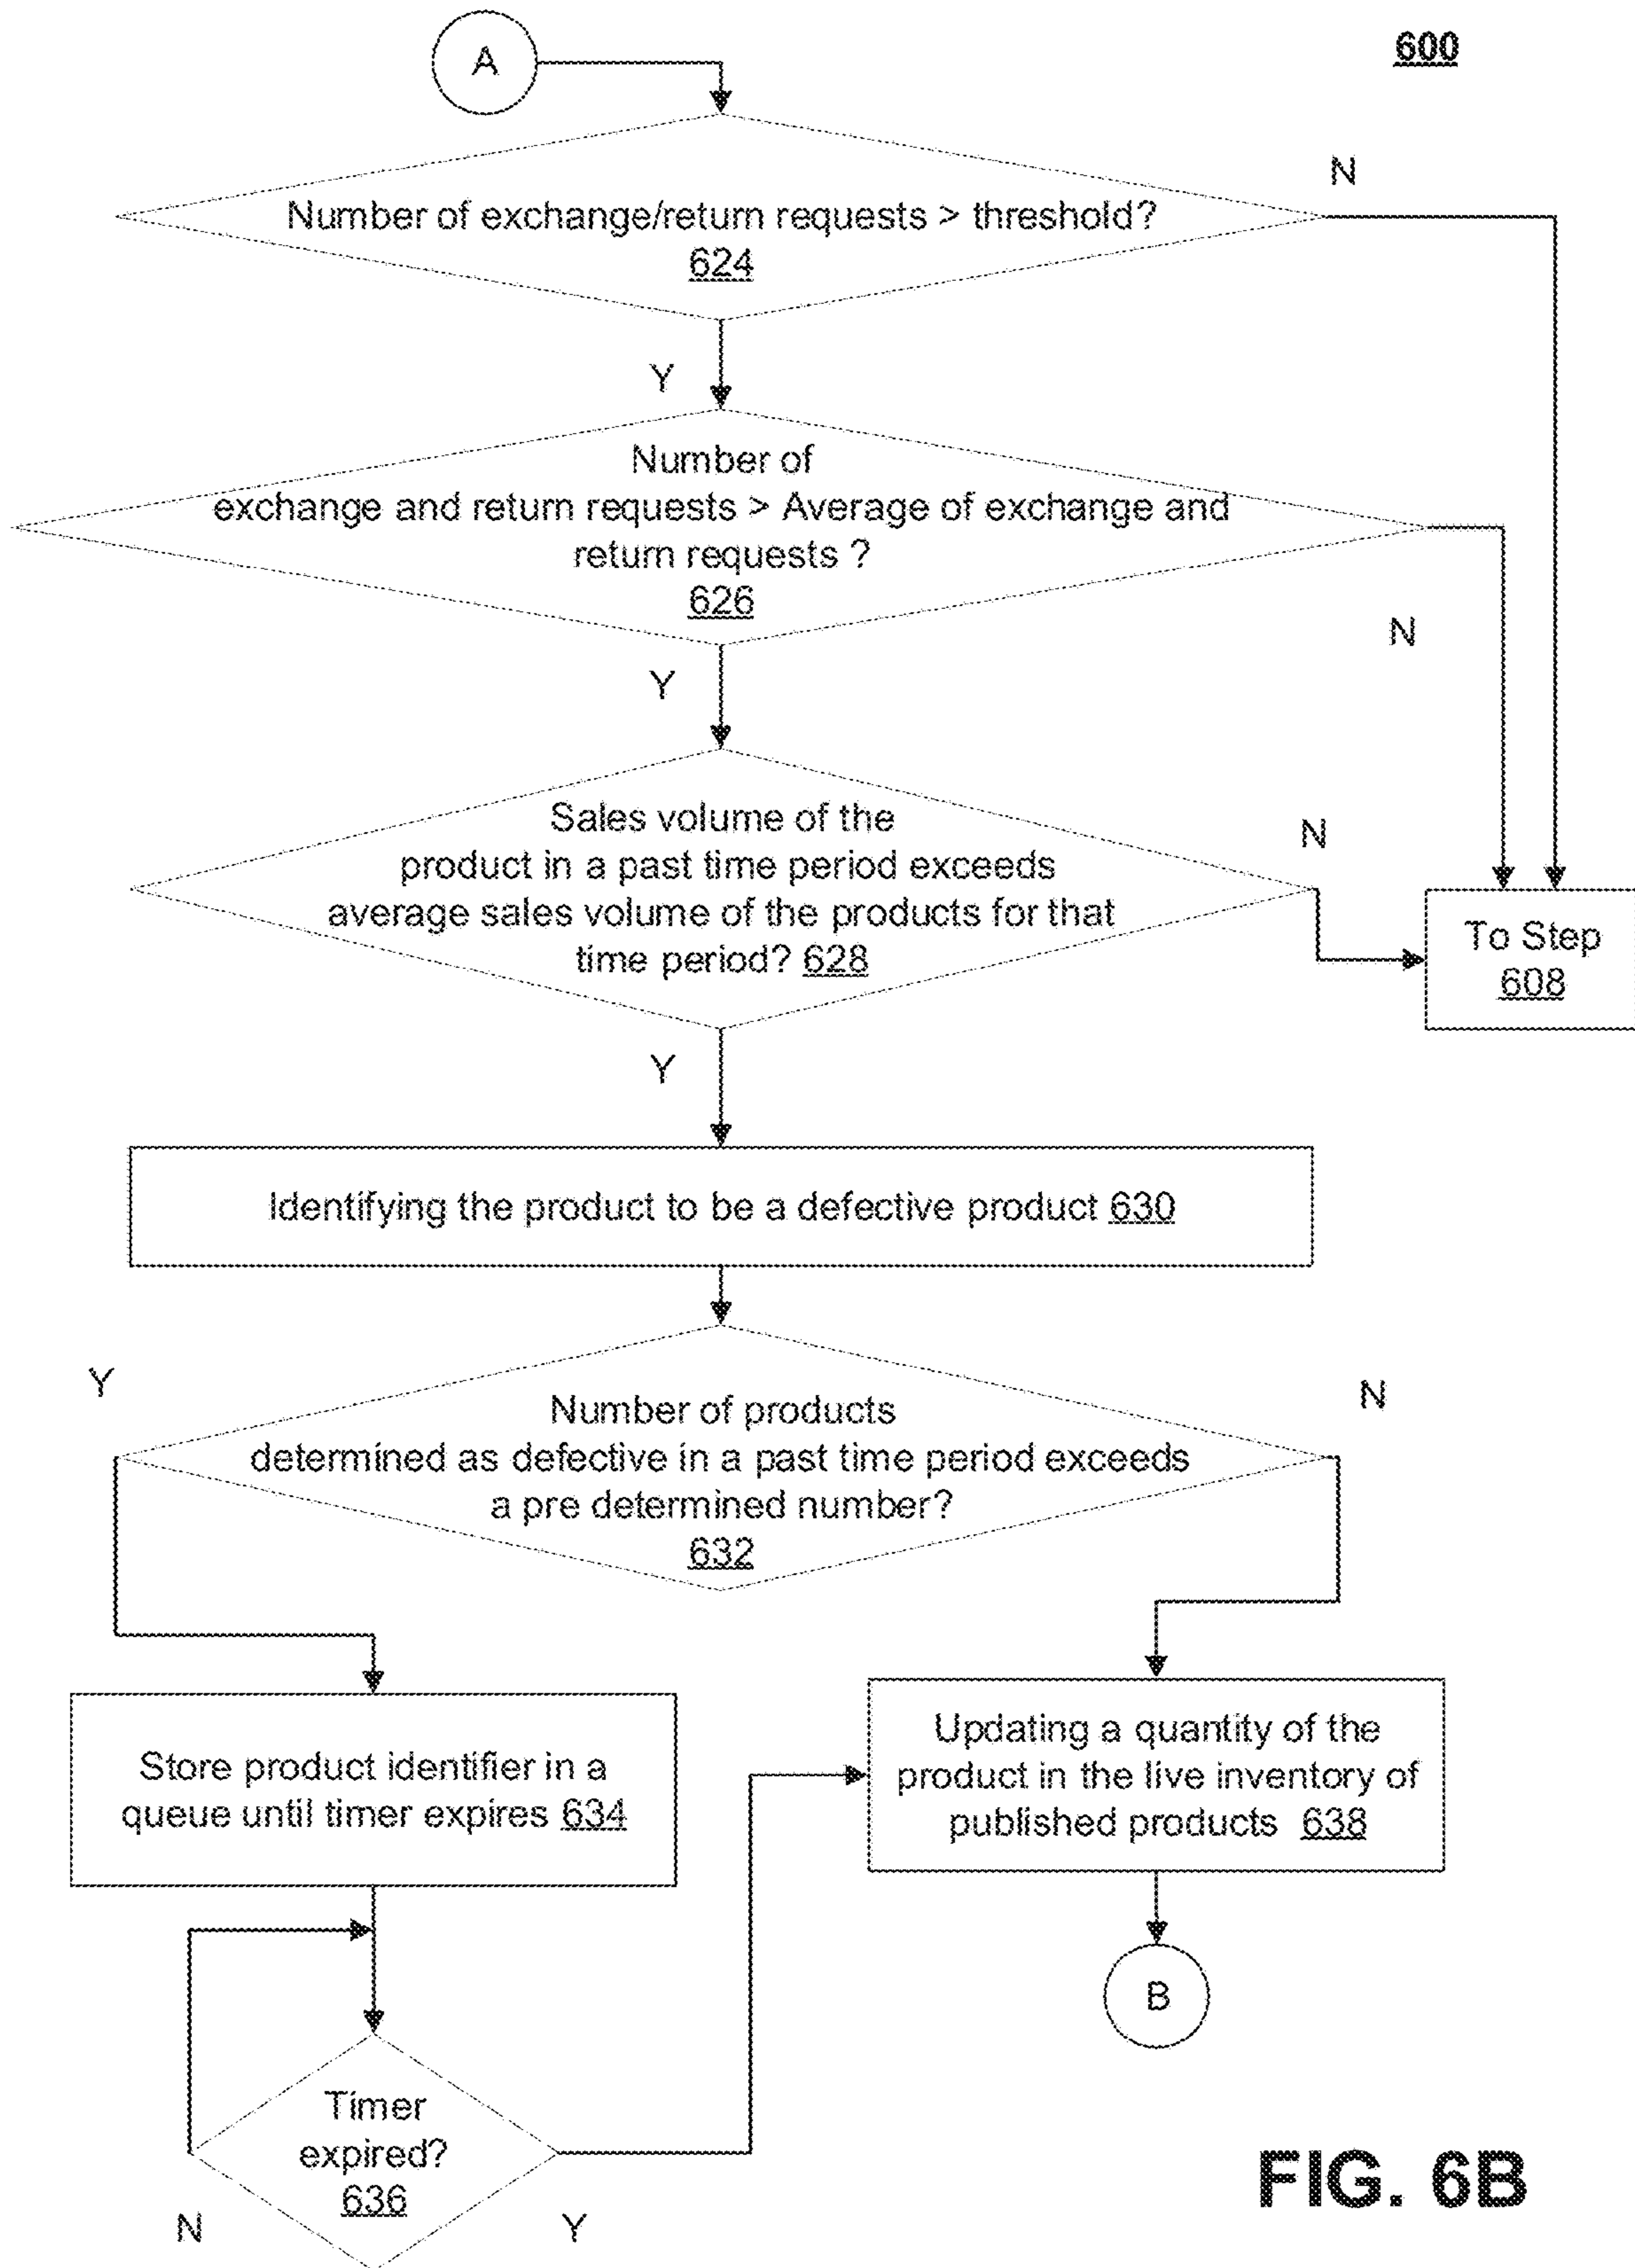 600
A
Number of exchange/return requests > threshold?
624
N
Y
Number of
exchange and return requests > Average of exchange and
return requests ?
626
N
Y
Sales volume of the
product in a past time period exceeds
average sales volume of the products for that
time period? 628
N
To Step
608
Y
Identifying the product to be a defective product 630
Y
N
Number of products
determined as defective in a past time period exceeds
a pre determined number?
632
Store product identifier in a
queue until timer expires 634
Updating a quantity of the
product in the live inventory of
published products 638
B
Timer
expired?
636
N
Y
FIG. 6B